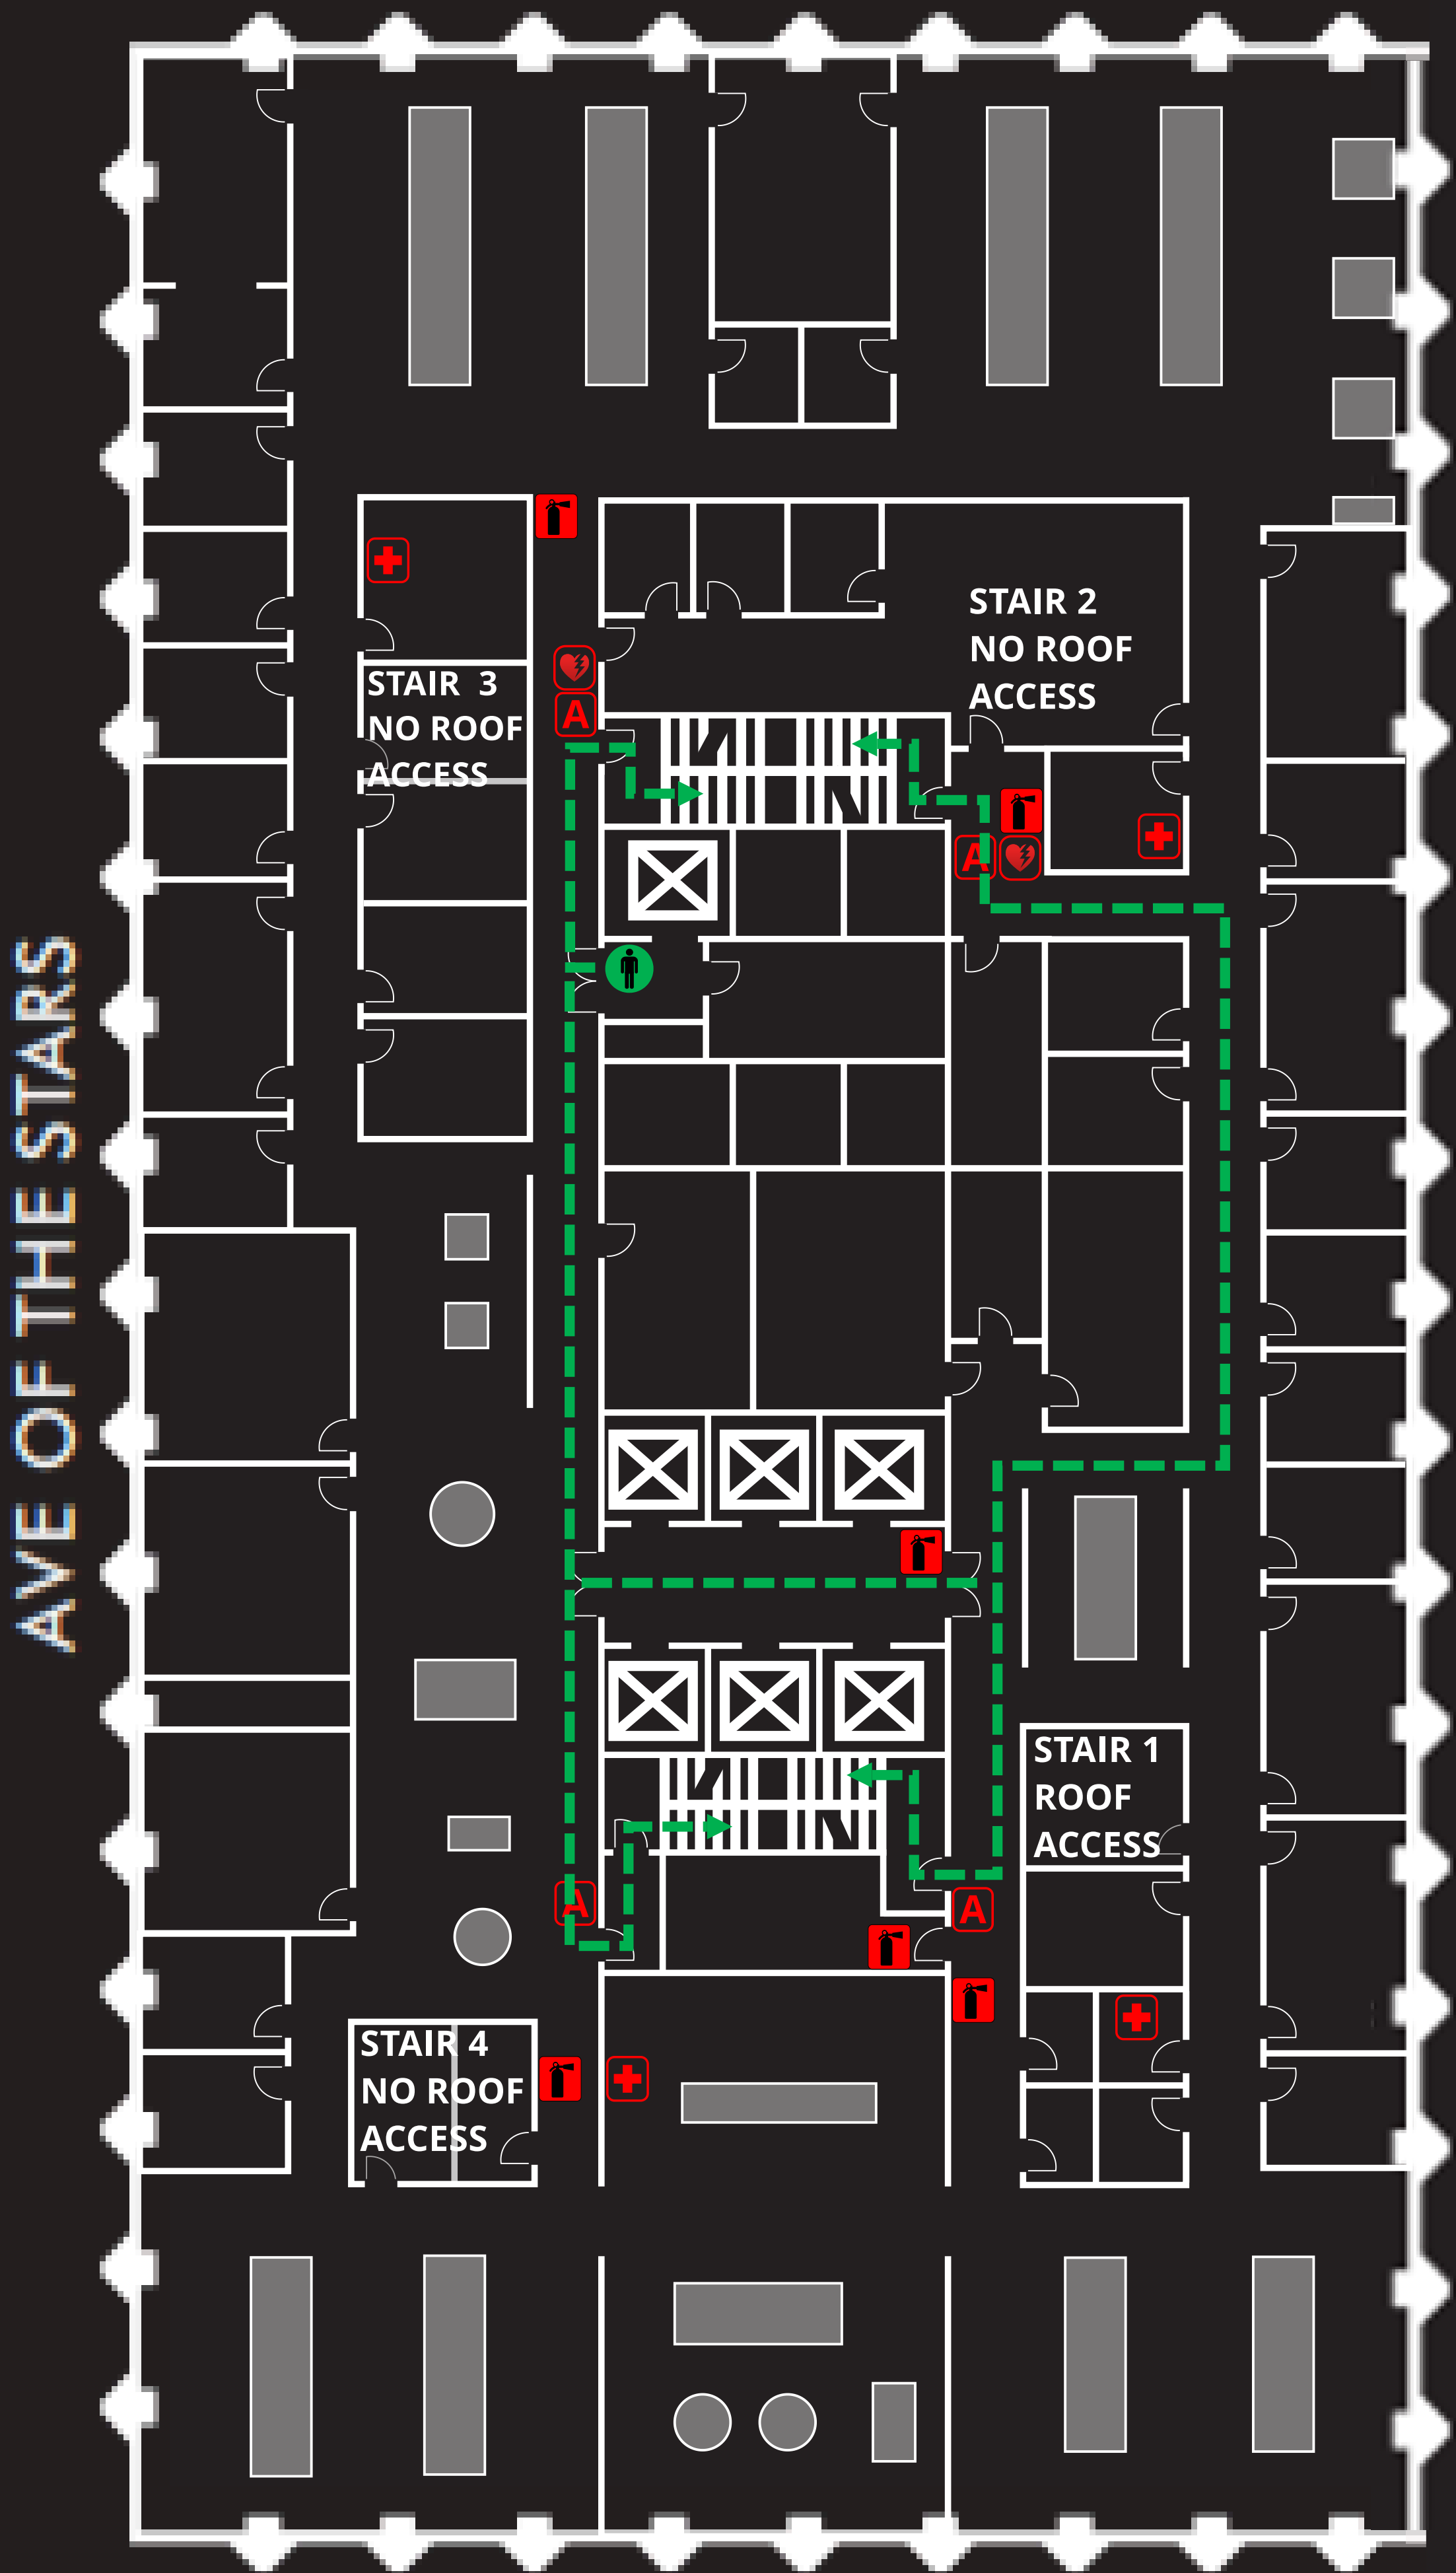 STAIR 2
NO ROOF
ACCESS
STAIR 3
NO ROOF
ACCESS
A
A
AVE OF THE STARS
STAIR 1
ROOF
ACCESS
A
A
STAIR 4
NO ROOF
ACCESS